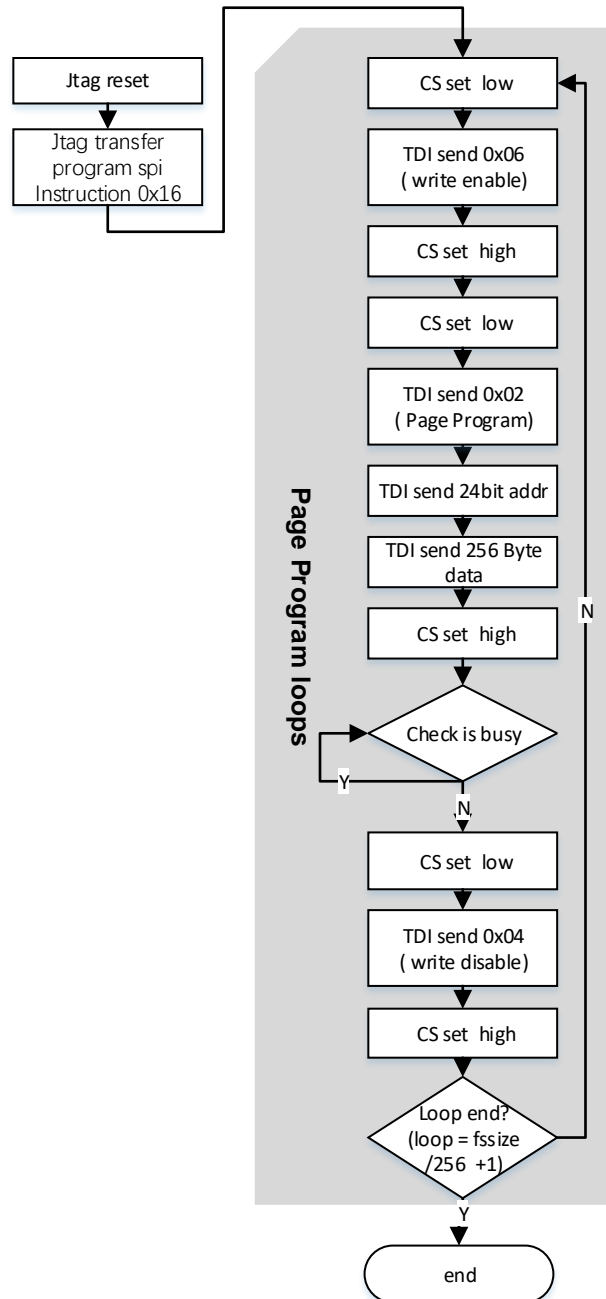 Jtag reset
Jtag transfer
program spi
Instruction 0x16
Page Program loops
CS set low
TDI send 0x06
( write enable)
CS set high
CS set low
TDI send 0x02
( Page Program)
TDI send 24bit addr
TDI send 256 Byte
data
CS set high
Check is busy
Y
N
CS set low
TDI send 0x04
( write disable)
CS set high
Loop end?
(loop = fssize
/256 +1)
N
Y
end